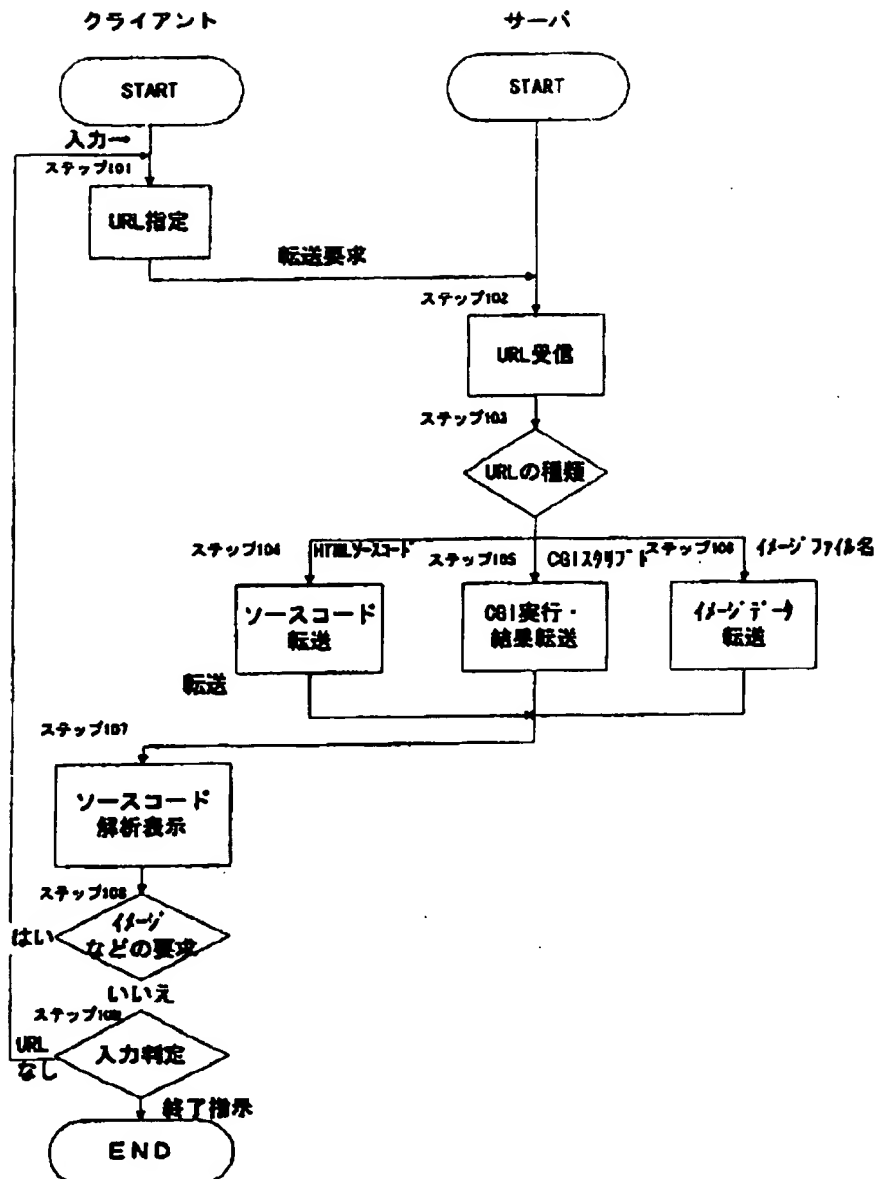 クライアント
サーバ
START
START
入力→
ステップ101
URL指定
転送要求
ステップ102
URL受信
ステップ103
URLの種類
ステップ104
HTMLソースコード
ステップ105
CGIスクリプト
ステップ106
イメージファイル名
ソースコード
転送
CGI実行・
結果転送
イメージデータ
転送
転送
ステップ107
ソースコード
解析表示
ステップ108
イメージ
などの要求
はい
いいえ
URL
なし
入力判定
終了指示
END